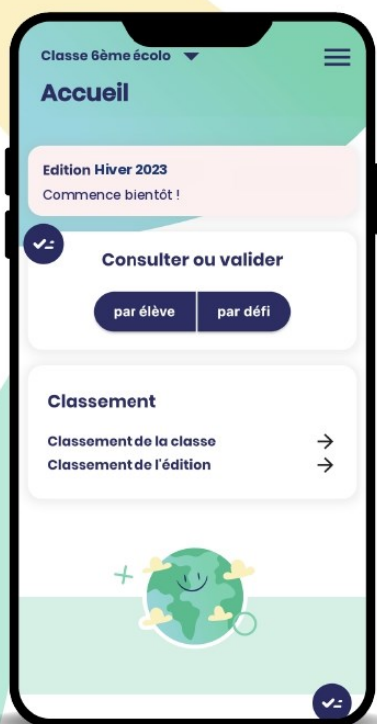 Classe 6ème écolo
Accueil
Edition Hiver 2023
Commence bientôt !
Consulter ou valider
par élève par défi
Classement
Classement de la classe
Classement de l'édition